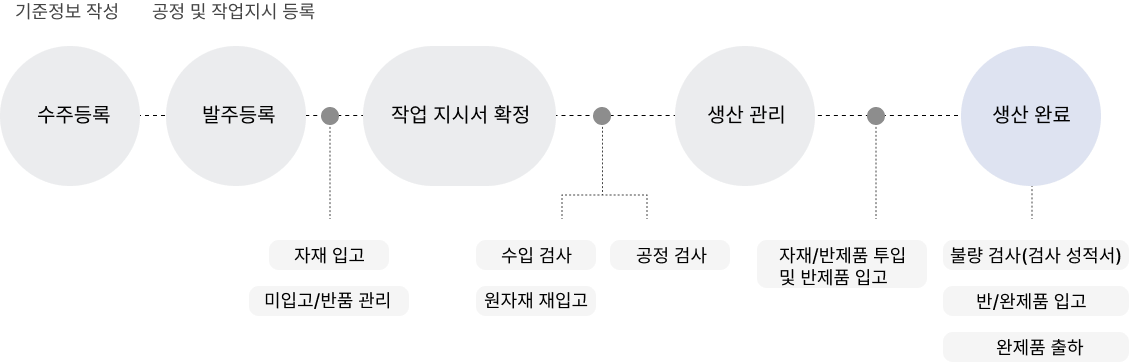 기준정보 작성
공정 및 작업지시 등록
수주등록
발주등록
작업 지시서 확정
생산 관리
생산 완료
자재 입고
미입고/반품 관리
수입 검사
원자재 재입고
공정 검사
자재/반제품 투입
및 반제품 입고
불량 검사(검사 성적서)
반/완제품 입고
완제품 출하